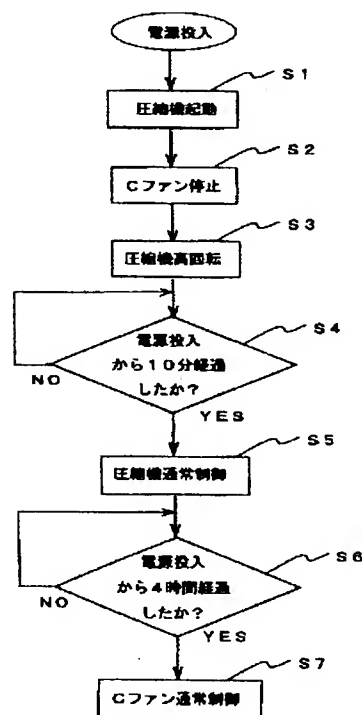 電源投入
S1
圧縮機起動
S2
Cファン停止
S3
圧縮機高回転
S4
電源投入
から10分経過
したか?
NO
YES
S5
圧縮機通常制御
S6
電源投入
から4時間経過
したか?
NO
YES
S7
Cファン通常制御